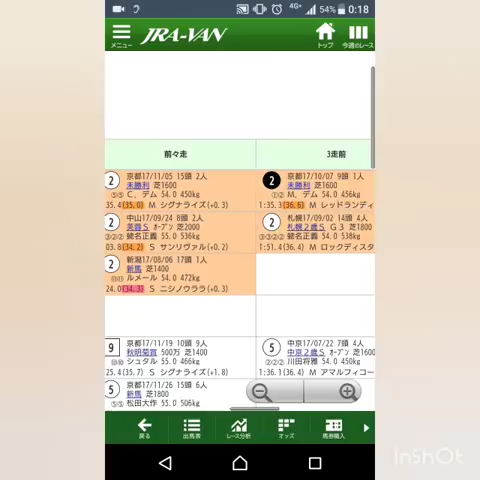 4G+ 54% 0:18
メニュー JRA-VAN トップ 今週のレース
前々走 3走前
2 京都17/11/05 15頭 2人
未勝利 芝1600
⑤⑤ C．デム 54.0 450kg
35.4 (35.0) M シグナライズ(+0.3)
2 京都17/10/07 9頭 1人
未勝利 芝1600
①② M．デム 54.0 456kg
1:35.3 (36.6) M レッドランディ
2 中山17/09/24 8頭 2人
芙蓉S オープン 芝2000
③②②② 蛯名正義 55.0 536kg
03.8 (34.2) S サンリヴァル(+0.2)
2 札幌17/09/02 14頭 4人
札幌2歳S G3 芝1800
③③②② 蛯名正義 54.0 538kg
1:51.4 (36.4) M ロックディスタ
2 新潟17/08/06 17頭 1人
新馬 芝1400
ルメール 54.0 472kg
24.0 (34.3) S ニシノウララ(+0.3)
9 京都17/11/19 10頭 9人
秋明菊賞 500万 芝1400
⑩⑩ シュタル 55.0 466kg
25.4 (35.7) S シグナライズ(+1.8)
5 中京17/07/22 7頭 4人
中京2歳S オープン 芝1600
②②② 川田将雅 54.0 450kg
1:36.1 (36.4) M アマルフィコー
5 京都17/11/26 15頭 6人
新馬 芝1800
⑤⑤ 松田大作 55.0 506kg
戻る 出馬表 レース分析 オッズ 馬券購入
InShOt